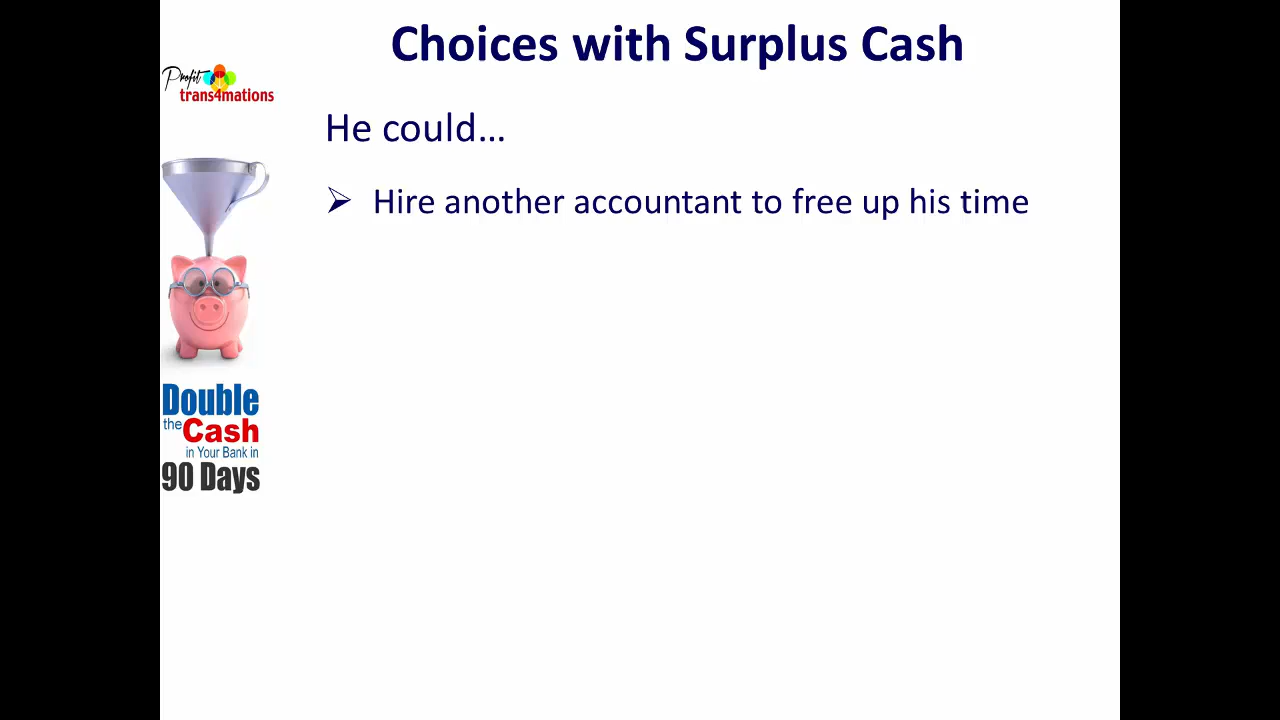 Choices with Surplus Cash
Profit
trans4mations
He could...
➢ Hire another accountant to free up his time
Double
the Cash
in Your Bank in
90 Days